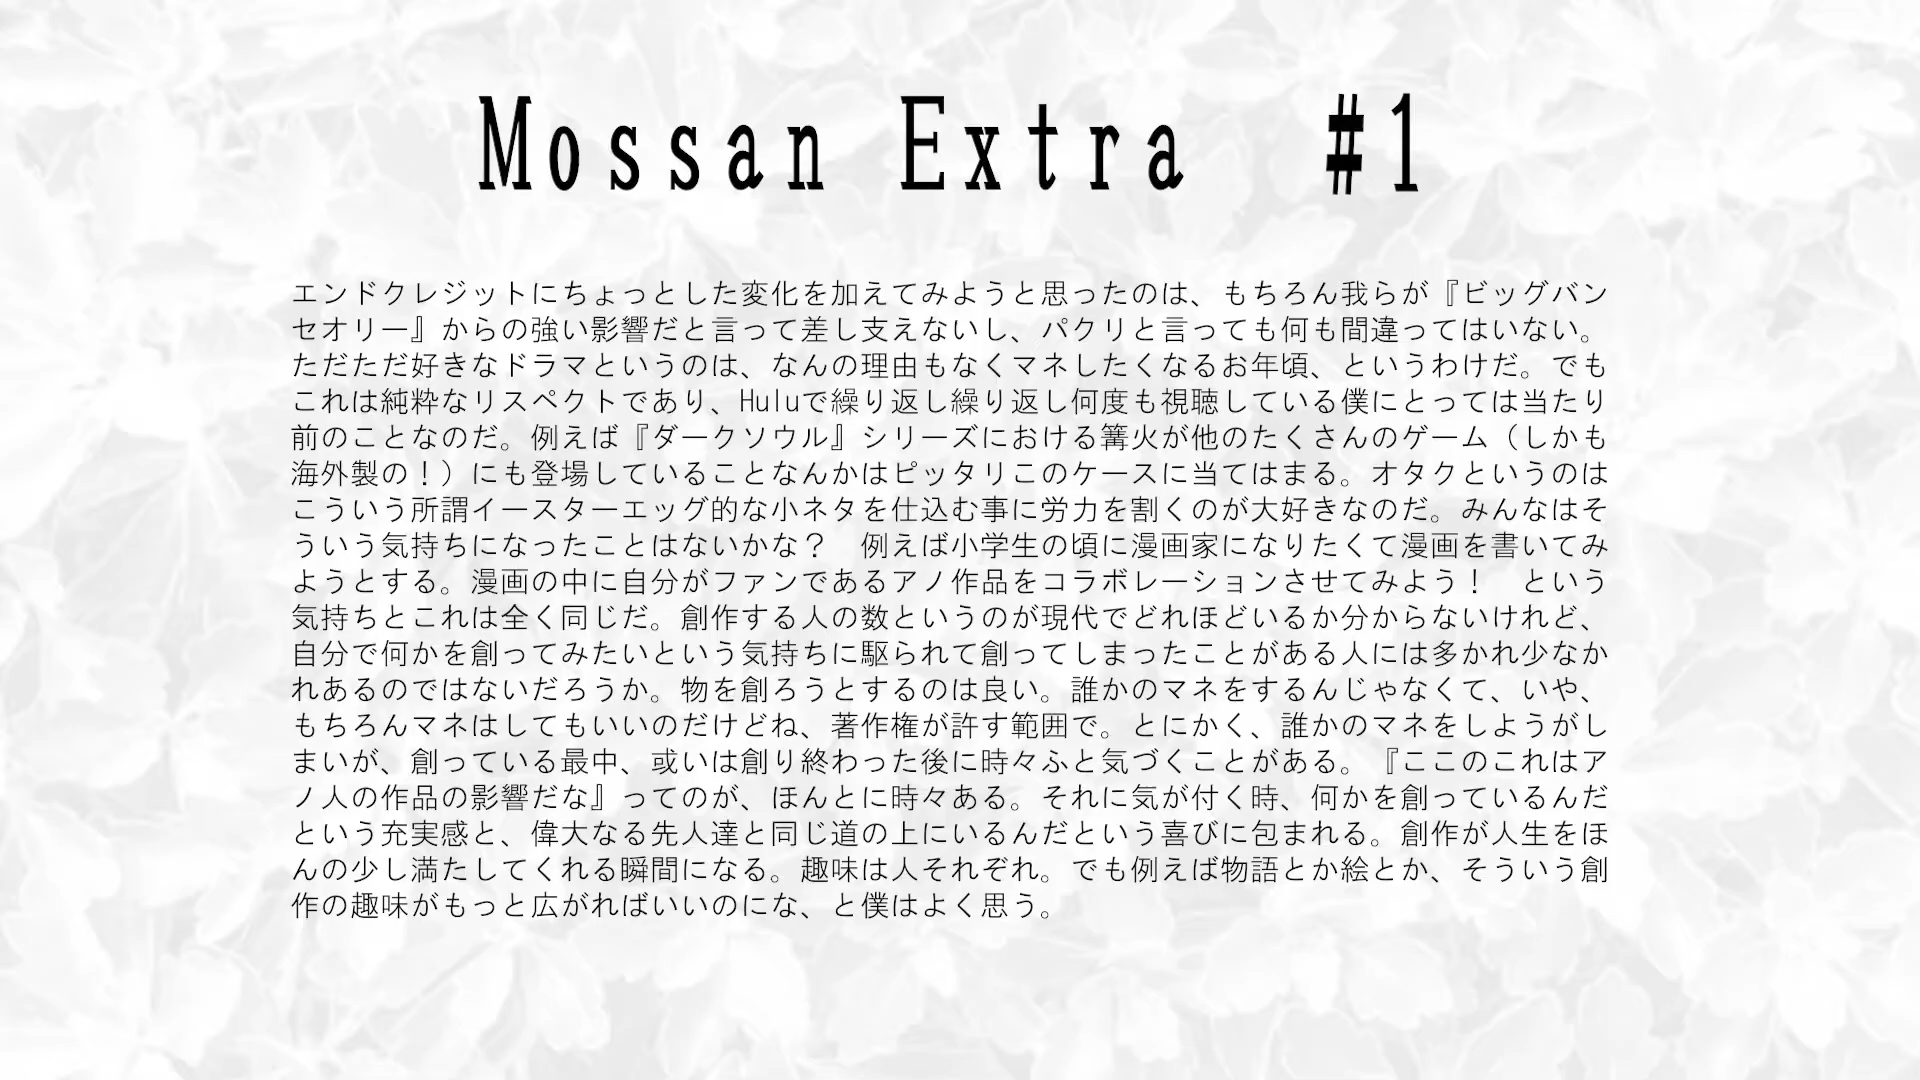 Mossan Extra　#1
エンドクレジットにちょっとした変化を加えてみようと思ったのは、もちろん我らが『ビッグバン
セオリー』からの強い影響だと言って差し支えないし、パクリと言っても何も間違ってはいない。
ただただ好きなドラマというのは、なんの理由もなくマネしたくなるお年頃、というわけだ。でも
これは純粋なリスペクトであり、Huluで繰り返し繰り返し何度も視聴している僕にとっては当たり
前のことなのだ。例えば『ダークソウル』シリーズにおける篝火が他のたくさんのゲーム（しかも
海外製の！）にも登場していることなんかはピッタリこのケースに当てはまる。オタクというのは
こういう所謂イースターエッグ的な小ネタを仕込む事に労力を割くのが大好きなのだ。みんなはそ
ういう気持ちになったことはないかな？　例えば小学生の頃に漫画家になりたくて漫画を書いてみ
ようとする。漫画の中に自分がファンであるアノ作品をコラボレーションさせてみよう！　という
気持ちとこれは全く同じだ。創作する人の数というのが現代でどれほどいるか分からないけれど、
自分で何かを創ってみたいという気持ちに駆られて創ってしまったことがある人には多かれ少なか
れあるのではないだろうか。物を創ろうとするのは良い。誰かのマネをするんじゃなくて、いや、
もちろんマネはしてもいいのだけどね、著作権が許す範囲で。とにかく、誰かのマネをしようがし
まいが、創っている最中、或いは創り終わった後に時々ふと気づくことがある。『ここのこれはア
ノ人の作品の影響だな』ってのが、ほんとに時々ある。それに気が付く時、何かを創っているんだ
という充実感と、偉大なる先人達と同じ道の上にいるんだという喜びに包まれる。創作が人生をほ
んの少し満たしてくれる瞬間になる。趣味は人それぞれ。でも例えば物語とか絵とか、そういう創
作の趣味がもっと広がればいいのにな、と僕はよく思う。